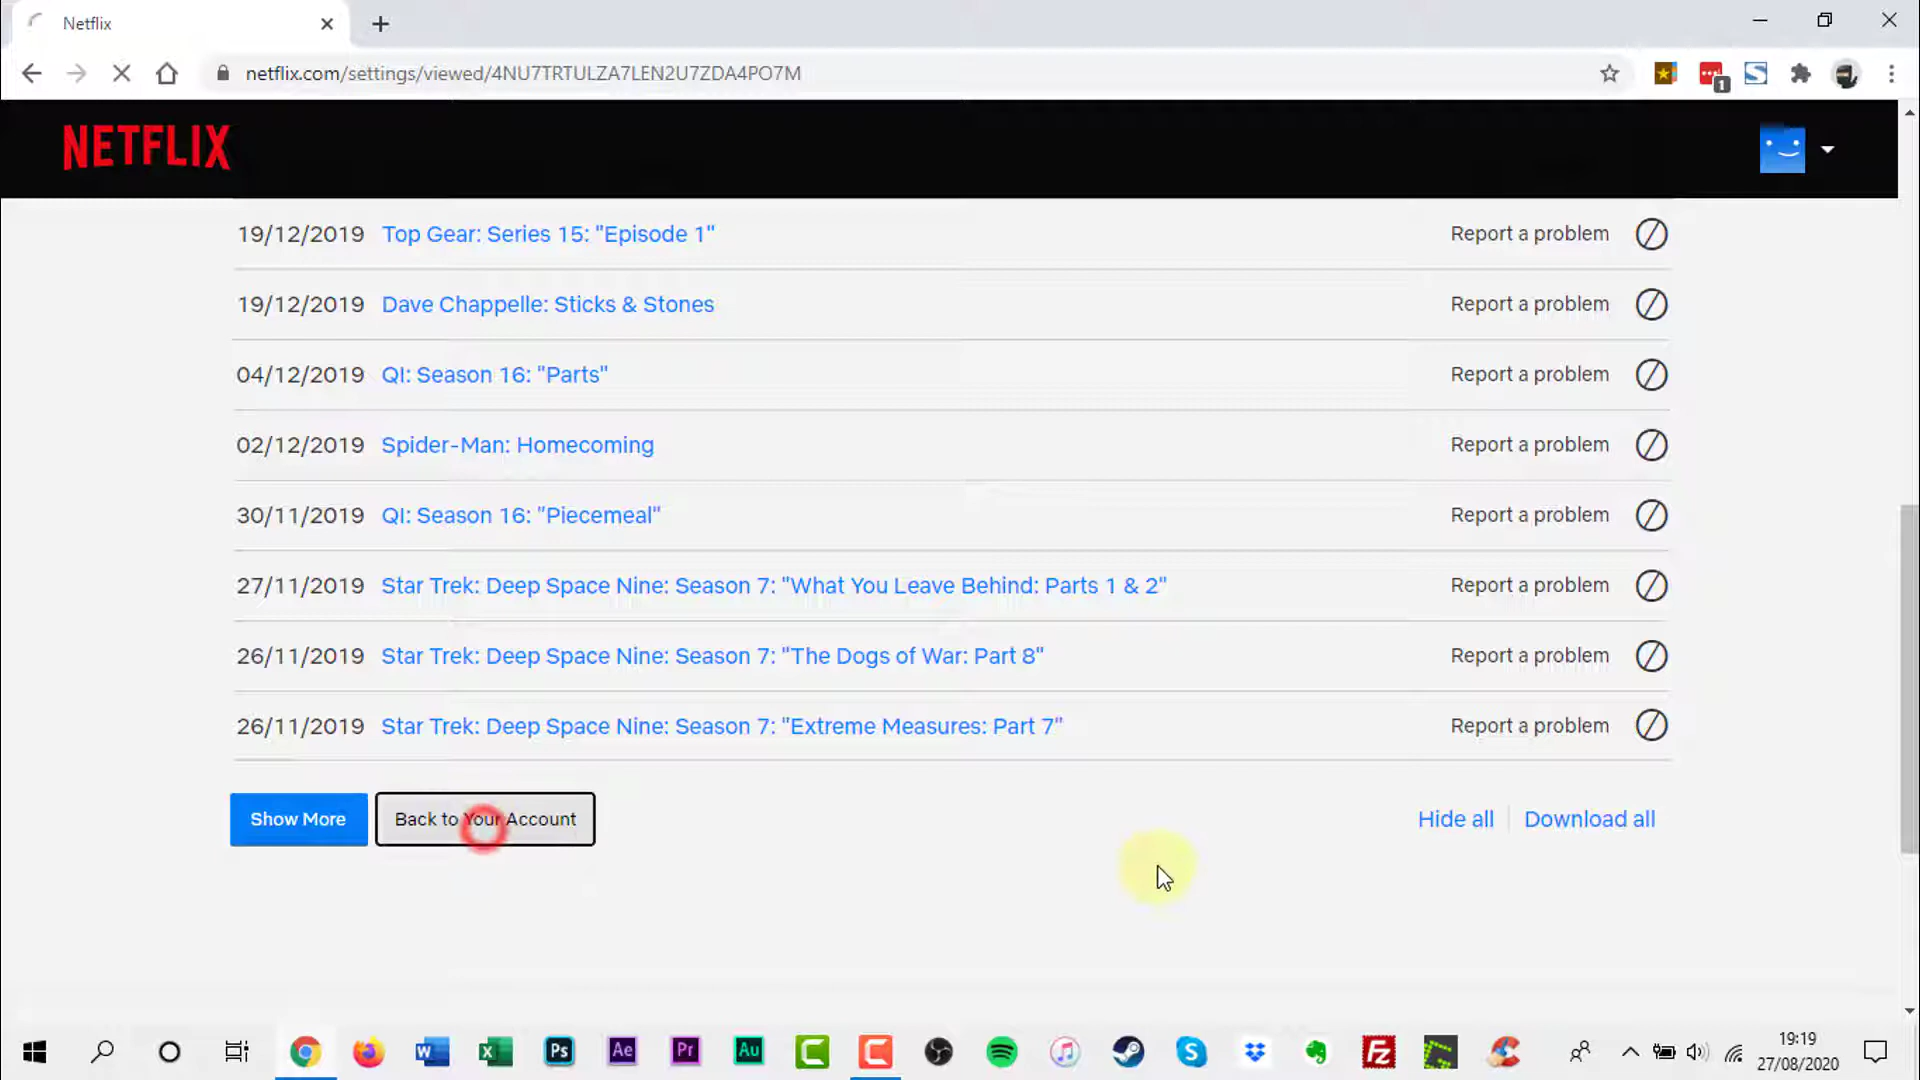 Netflix
netflix.com/settings/viewed/4NU7TRTULZA7LEN2U7ZDA4PO7M
1
NETFLIX
19/12/2019 Top Gear: Series 15: "Episode 1" Report a problem
19/12/2019 Dave Chappelle: Sticks & Stones Report a problem
04/12/2019 QI: Season 16: "Parts" Report a problem
02/12/2019 Spider-Man: Homecoming Report a problem
30/11/2019 QI: Season 16: "Piecemeal" Report a problem
27/11/2019 Star Trek: Deep Space Nine: Season 7: "What You Leave Behind: Parts 1 & 2" Report a problem
26/11/2019 Star Trek: Deep Space Nine: Season 7: "The Dogs of War: Part 8" Report a problem
26/11/2019 Star Trek: Deep Space Nine: Season 7: "Extreme Measures: Part 7" Report a problem
Show More Back to Your Account Hide all Download all
Ps Ae Pr Au
19:19
27/08/2020